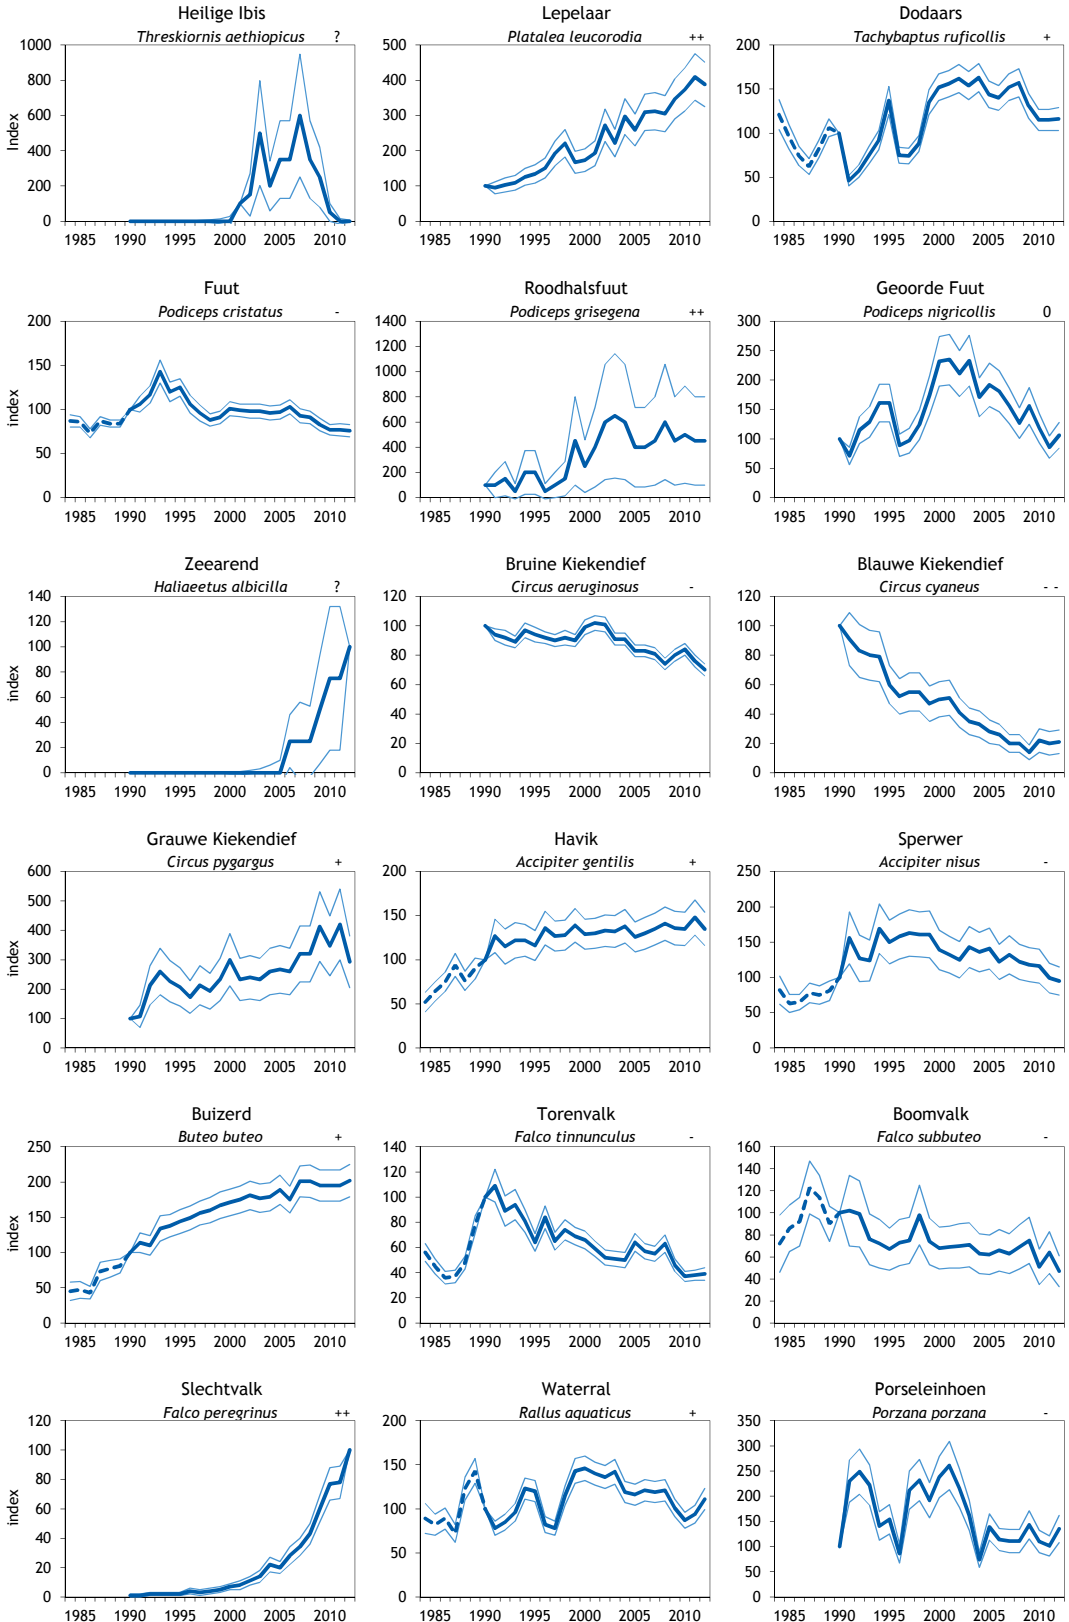 Heilige Ibis
Threskiornis aethiopicus ?
1000
800
600
400
200
0
Index
1985 1990 1995 2000 2005 2010
Lepelaar
Platalea leucorodia ++
500
400
300
200
100
0
1985 1990 1995 2000 2005 2010
Dodaars
Tachybaptus ruficollis +
200
150
100
50
0
1985 1990 1995 2000 2005 2010
Fuut
Podiceps cristatus -
200
150
100
50
0
index
1985 1990 1995 2000 2005 2010
Roodhalsfuut
Podiceps grisegena ++
1400
1200
1000
800
600
400
200
0
1985 1990 1995 2000 2005 2010
Geoorde Fuut
Podiceps nigricollis 0
300
250
200
150
100
50
0
1985 1990 1995 2000 2005 2010
Zeearend
Haliaeetus albicilla ?
140
120
100
80
60
40
20
0
index
1985 1990 1995 2000 2005 2010
Bruine Kiekendief
Circus aeruginosus -
120
100
80
60
40
20
0
1985 1990 1995 2000 2005 2010
Blauwe Kiekendief
Circus cyaneus - -
120
100
80
60
40
20
0
1985 1990 1995 2000 2005 2010
Grauwe Kiekendief
Circus pygargus +
600
500
400
300
200
100
0
index
1985 1990 1995 2000 2005 2010
Havik
Accipiter gentilis +
200
150
100
50
0
1985 1990 1995 2000 2005 2010
Sperwer
Accipiter nisus -
250
200
150
100
50
0
1985 1990 1995 2000 2005 2010
Buizerd
Buteo buteo +
250
200
150
100
50
0
index
1985 1990 1995 2000 2005 2010
Torenvalk
Falco tinnunculus -
140
120
100
80
60
40
20
0
1985 1990 1995 2000 2005 2010
Boomvalk
Falco subbuteo -
160
140
120
100
80
60
40
20
0
1985 1990 1995 2000 2005 2010
Slechtvalk
Falco peregrinus ++
120
100
80
60
40
20
0
index
1985 1990 1995 2000 2005 2010
Waterral
Rallus aquaticus +
200
150
100
50
0
1985 1990 1995 2000 2005 2010
Porseleinhoen
Porzana porzana -
350
300
250
200
150
100
50
0
1985 1990 1995 2000 2005 2010